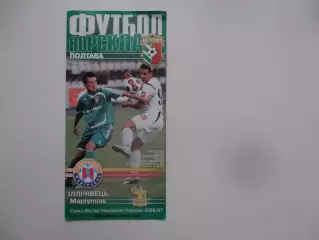 ФУТБОЛ
ВОРСКЛА
ПОЛТАВА
ІЛЛІЧІВЕЦЬ
Маріуполь